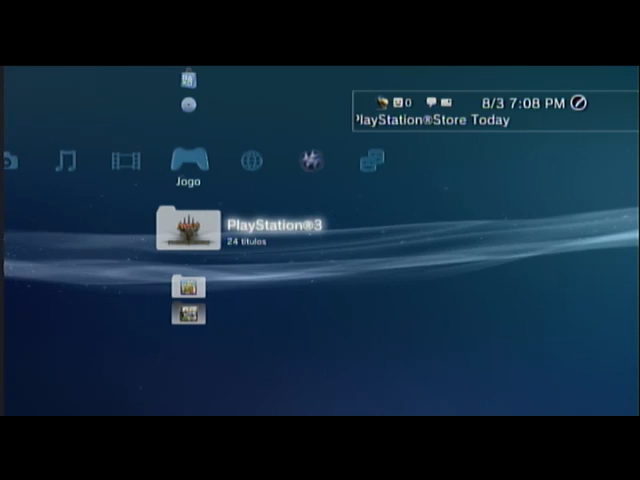 0
8/3 7:08 PM
PlayStation®Store Today
Jogo
PlayStation®3
24 títulos